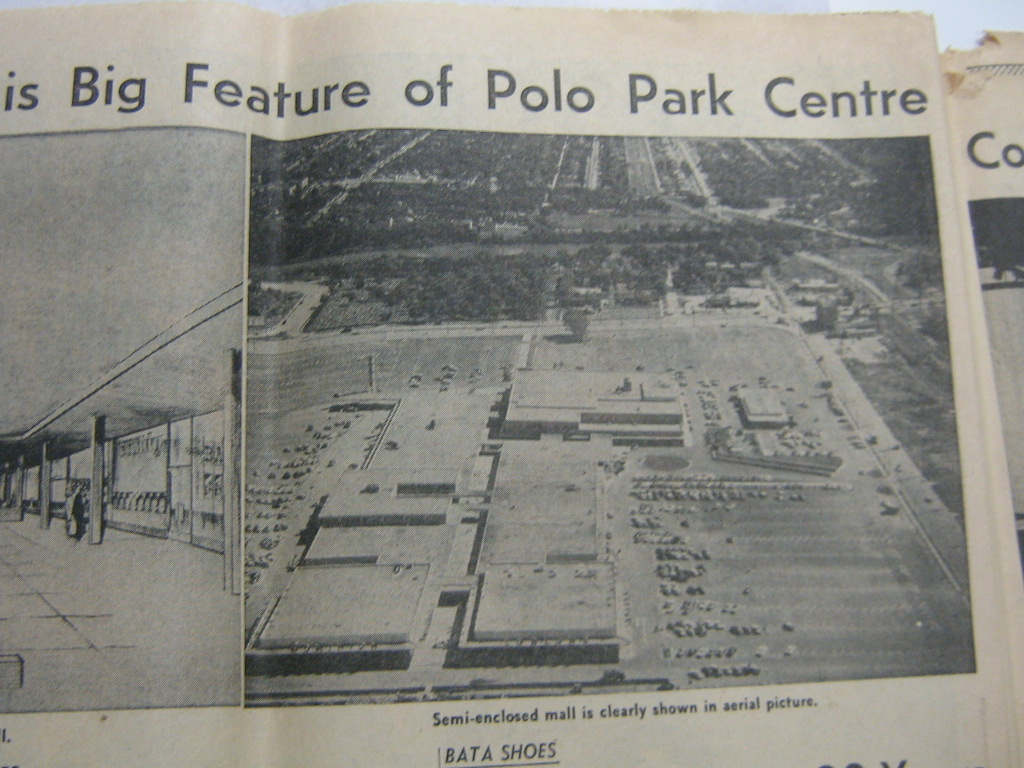 is Big Feature of Polo Park Centre
Co
Semi-enclosed mall is clearly shown in aerial picture.
BATA SHOES